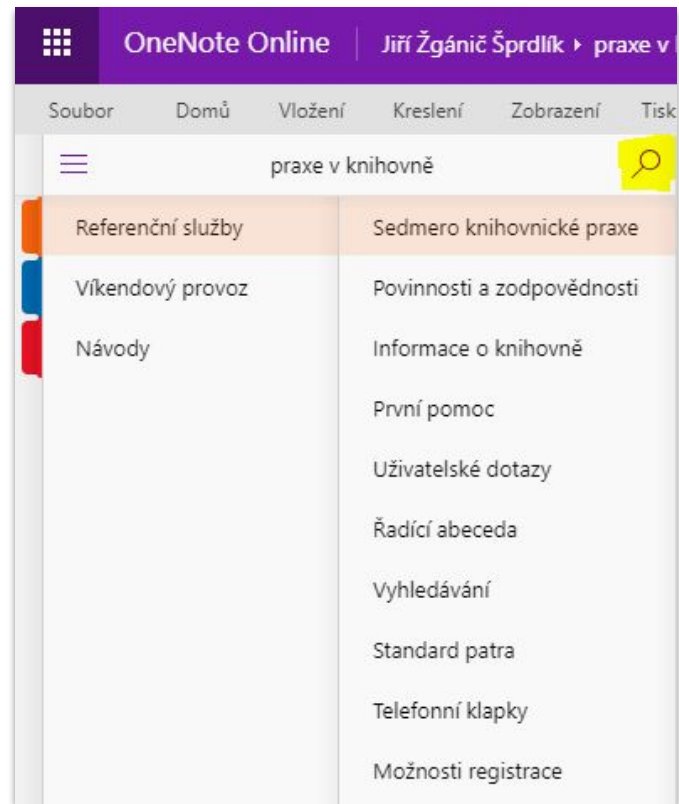 OneNote Online Jiří Žgánič Šprdlík ▸ praxe v
Soubor Domů Vložení Kreslení Zobrazení Tisk
praxe v knihovně
Referenční služby
Víkendový provoz
Návody
Sedmero knihovnické praxe
Povinnosti a zodpovědnosti
Informace o knihovně
První pomoc
Uživatelské dotazy
Řadící abeceda
Vyhledávání
Standard patra
Telefonní klapky
Možnosti registrace